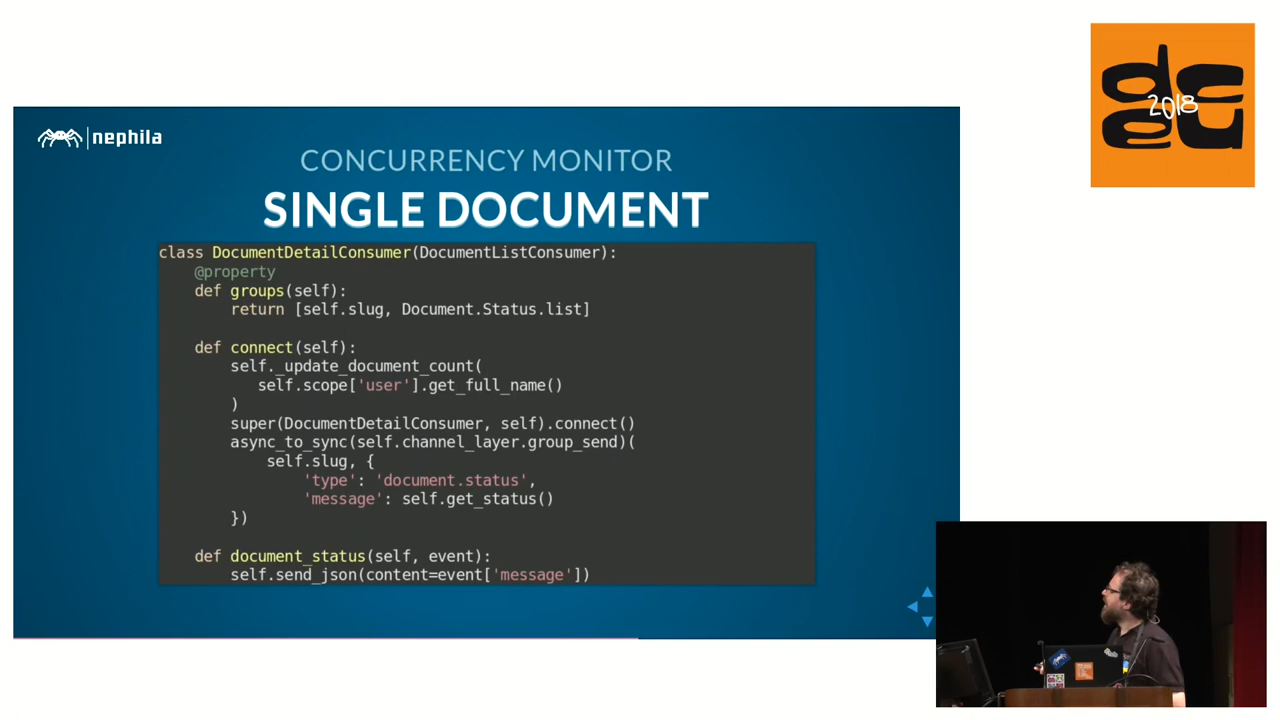 nephila
CONCURRENCY MONITOR
SINGLE DOCUMENT
class DocumentDetailConsumer(DocumentListConsumer):
    @property
    def groups(self):
        return [self.slug, Document.Status.list]

    def connect(self):
        self._update_document_count(
           self.scope['user'].get_full_name()
        )
        super(DocumentDetailConsumer, self).connect()
        async_to_sync(self.channel_layer.group_send)(
            self.slug, {
                'type': 'document.status',
                'message': self.get_status()
        })

    def document_status(self, event):
        self.send_json(content=event['message'])
dc
2018
eu